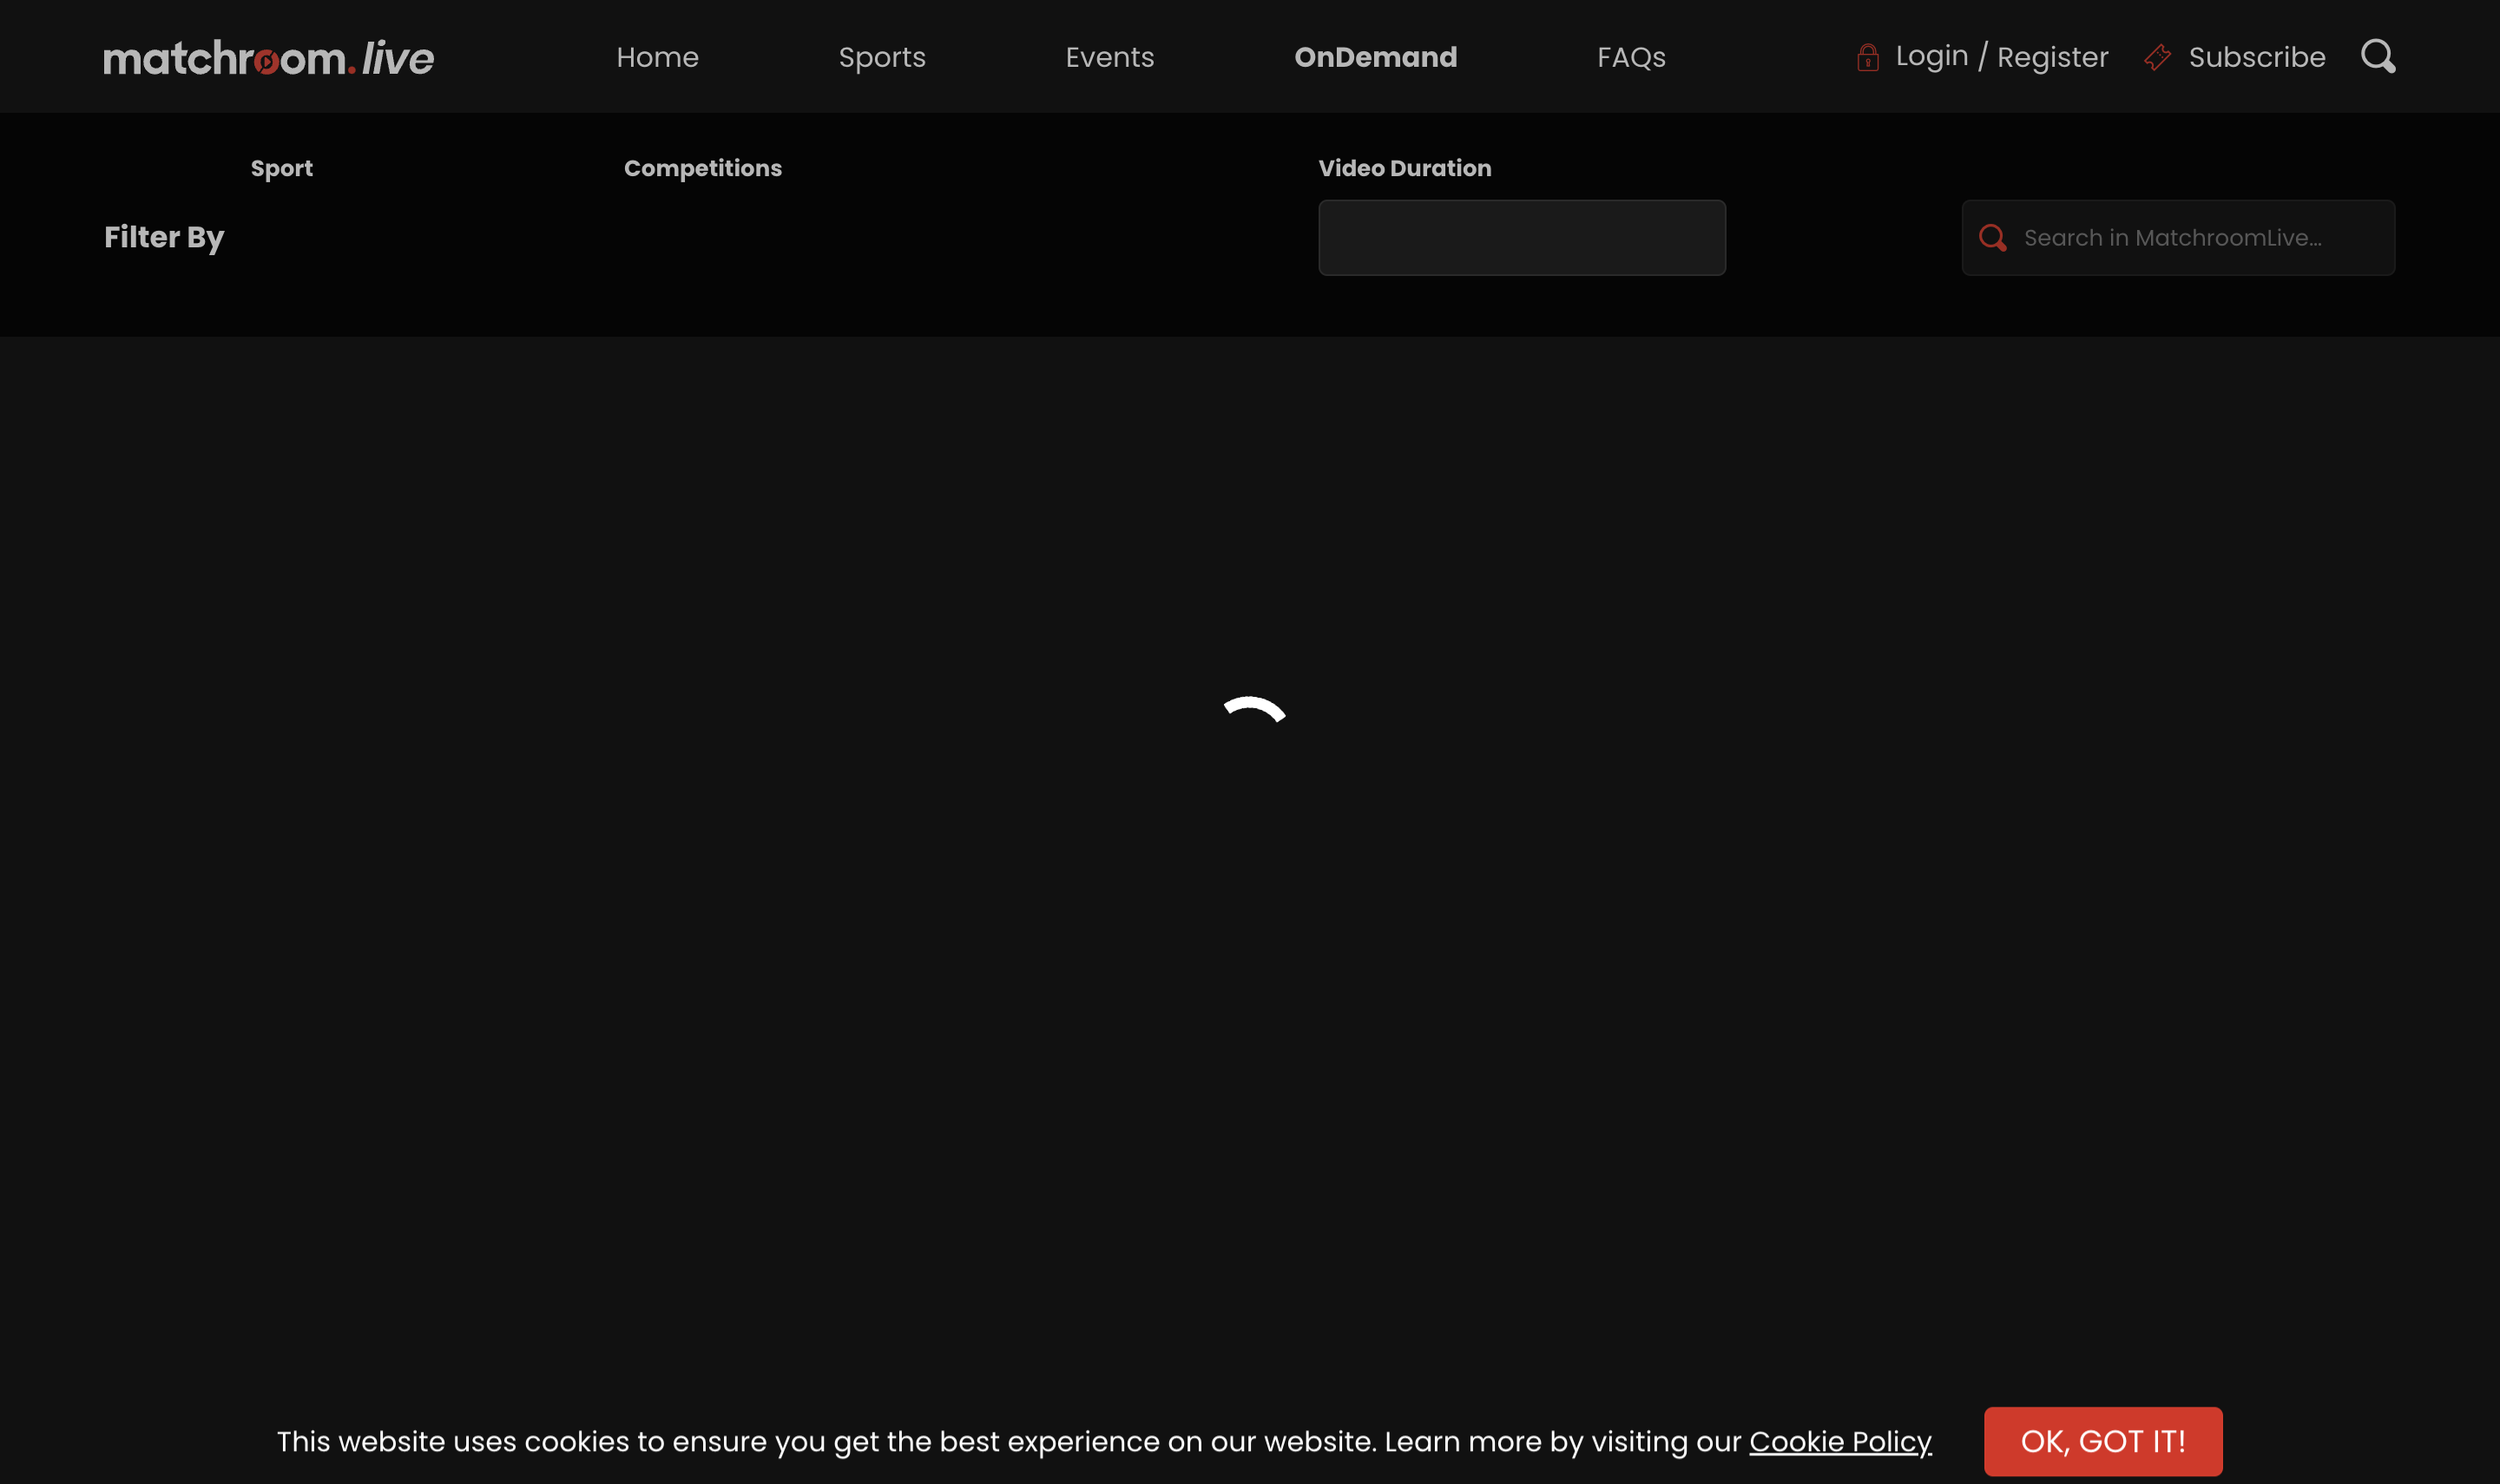 matchroom.live
Home
Sports
Events
OnDemand
FAQs
Login / Register
Subscribe
Sport
Competitions
Video Duration
Filter By
Search in MatchroomLive...
This website uses cookies to ensure you get the best experience on our website. Learn more by visiting our Cookie Policy
OK, GOT IT!